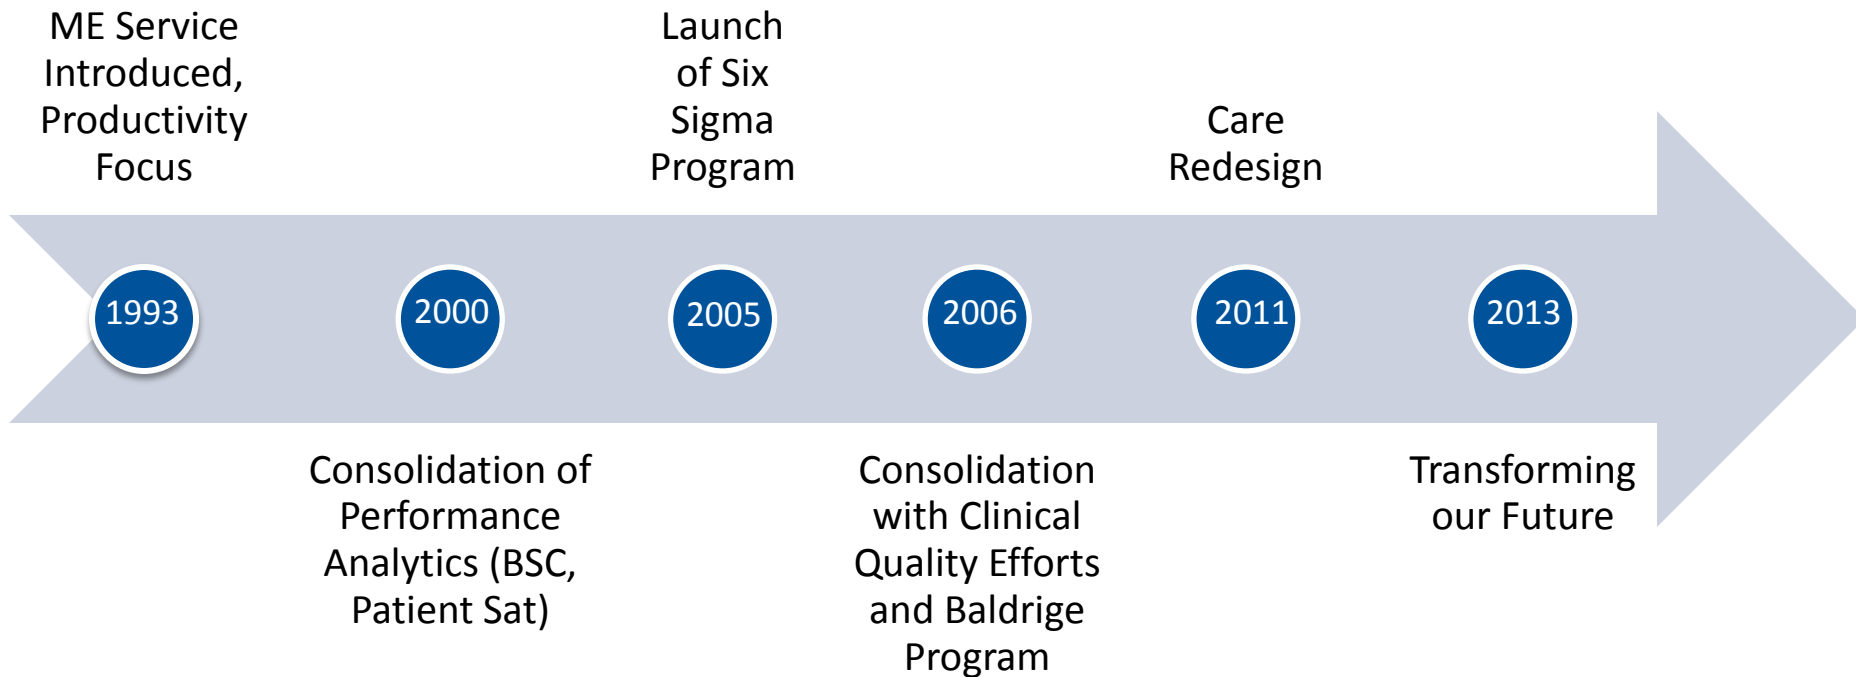 ME Service
Introduced,
Productivity
Focus
Launch
of Six
Sigma
Program
Care
Redesign
1993
2000
2005
2006
2011
2013
Consolidation of
Performance
Analytics (BSC,
Patient Sat)
Consolidation
with Clinical
Quality Efforts
and Baldrige
Program
Transforming
our Future